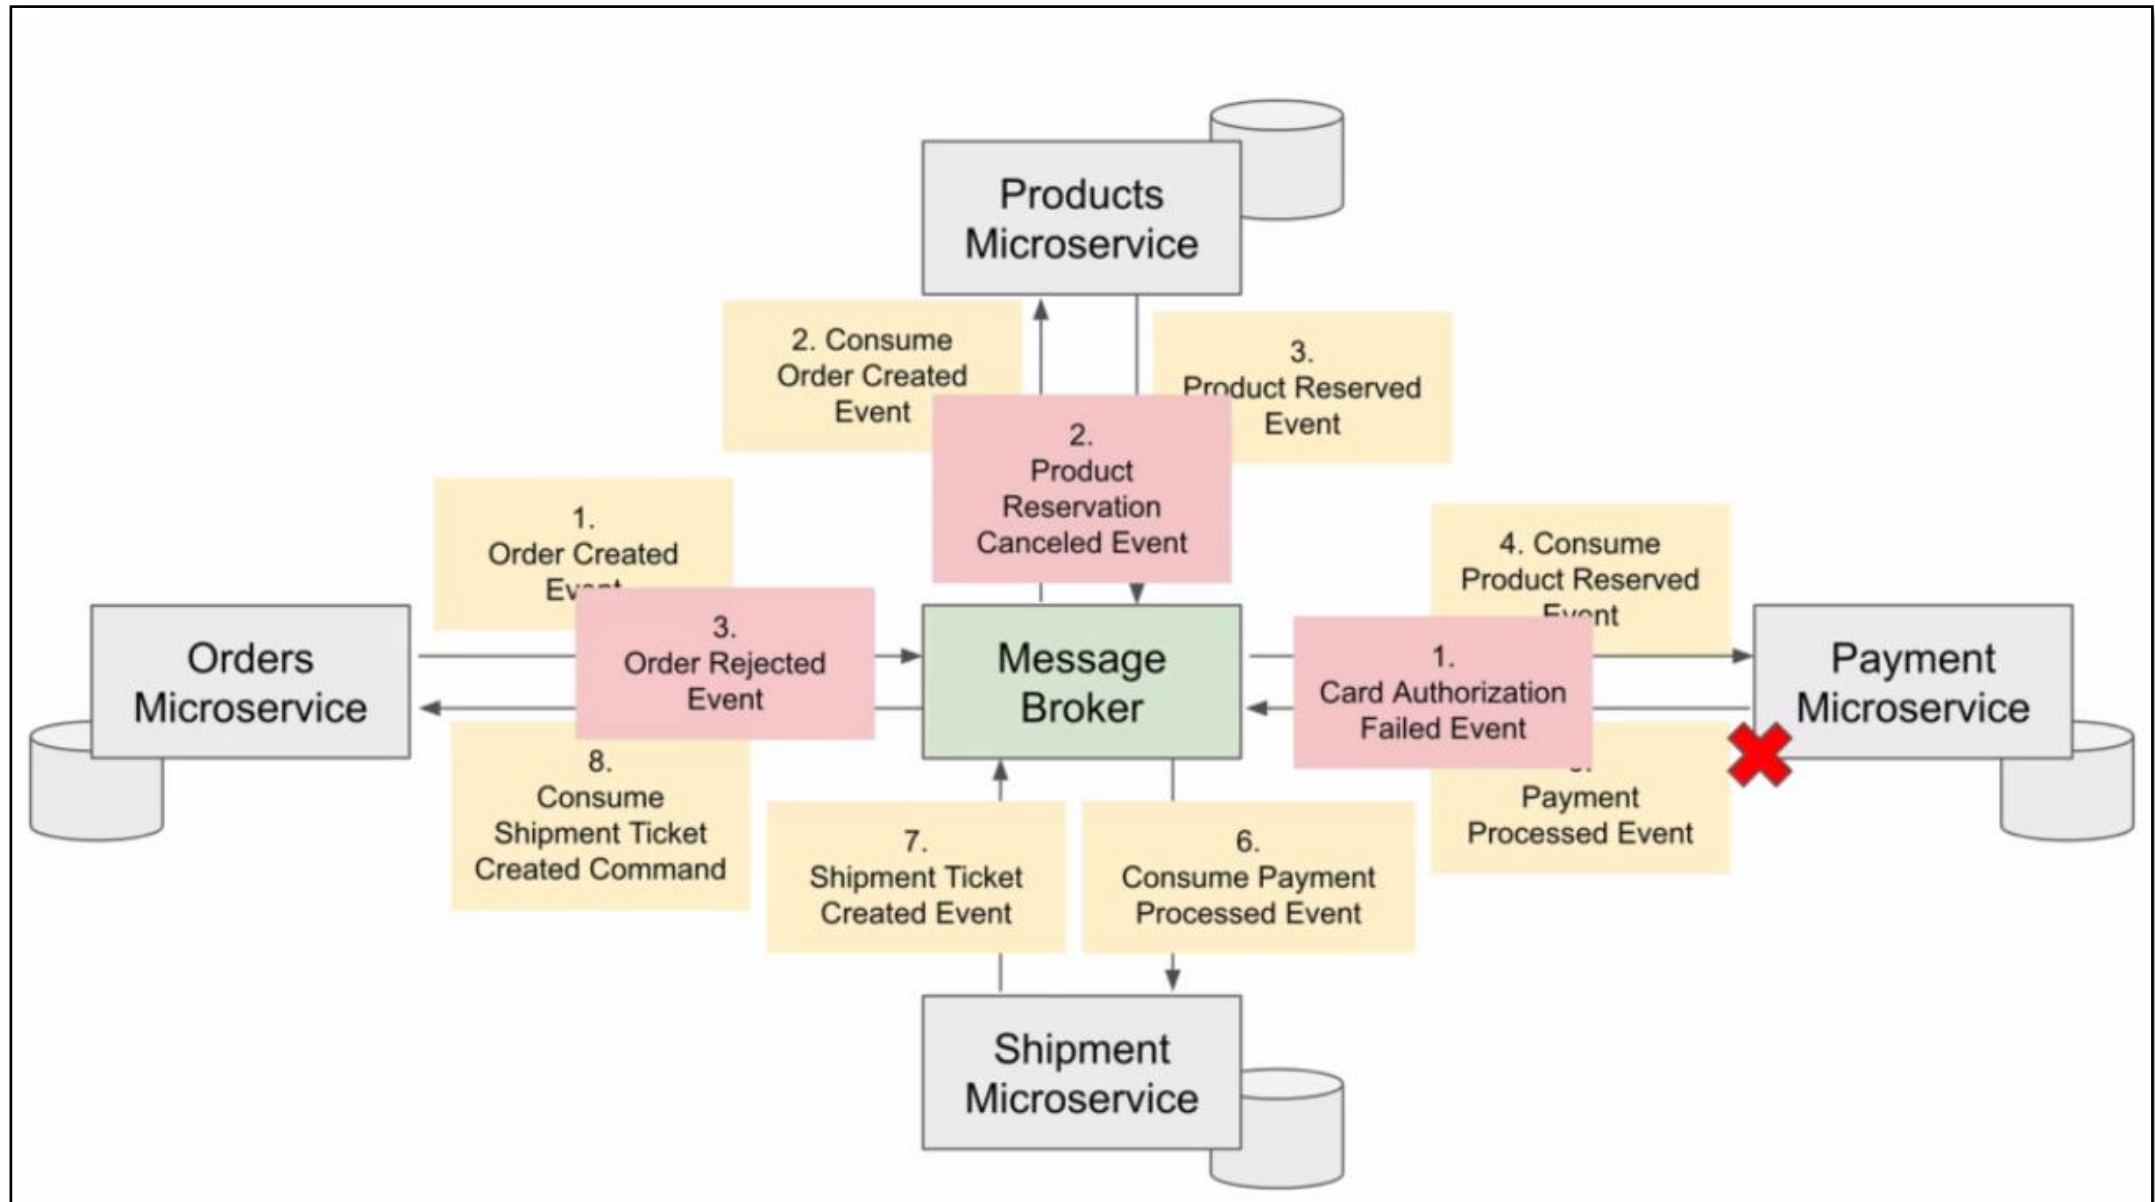 Products
Microservice
2. Consume
Order Created
Event
3.
Product Reserved
Event
2.
Product
Reservation
Canceled Event
1.
Order Created
Event
4. Consume
Product Reserved
Event
Orders
Microservice
3.
Order Rejected
Event
Message
Broker
1.
Card Authorization
Failed Event
Payment
Microservice
8.
Consume
Shipment Ticket
Created Command
7.
Shipment Ticket
Created Event
6.
Consume Payment
Processed Event
Payment
Processed Event
Shipment
Microservice